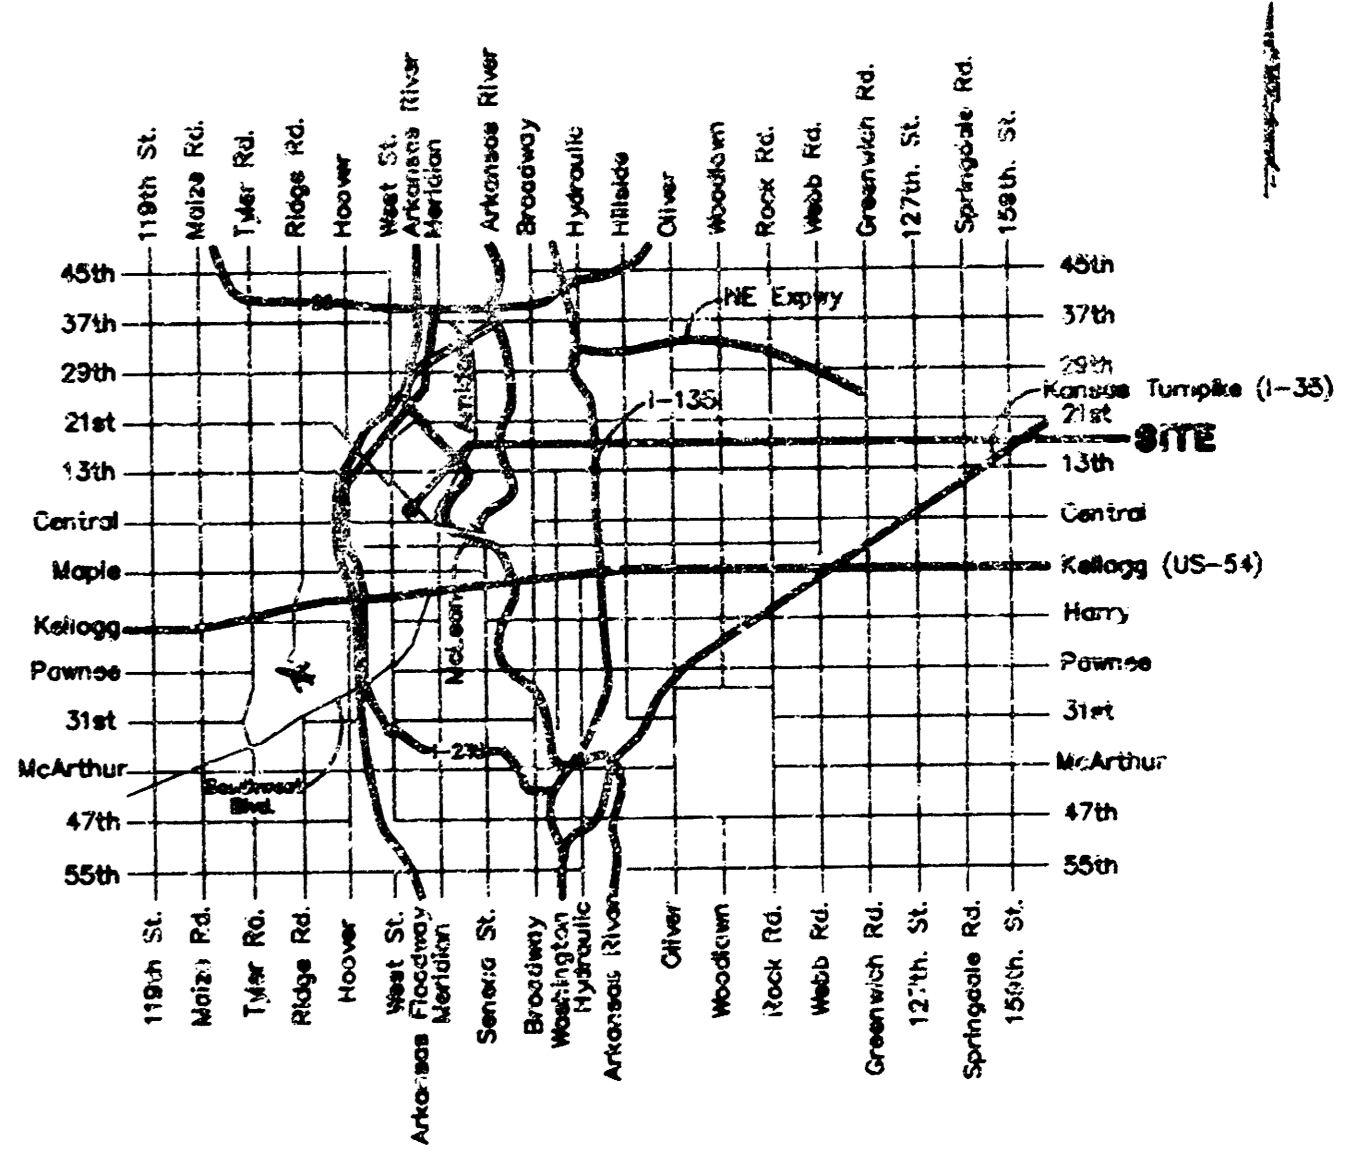 119th St.
Maize Rd.
Tyler Rd.
Ridge Rd.
Hoover
West St.
Arkansas River
Meridian
Arkansas River
Broadway
Hydraulic
Hillside
Oliver
Woodlawn
Rock Rd.
Webb Rd.
Greenwich Rd.
127th. St.
Springdale Rd.
159th. St.
45th
37th
29th
21st
13th
Central
Maple
Kellogg
Pawnee
31st
McArthur
47th
55th
NE Expwy
I-135
McLean
Southwest
Blvd.
45th
37th
29th
Kansas Turnpike (I-35)
21st
SITE
13th
Central
Kellogg (US-54)
Harry
Pawnee
31st
McArthur
47th
55th
119th St.
Maize Rd.
Tyler Rd.
Ridge Rd.
Hoover
West St.
Arkansas Floodway
Meridian
Seneca St.
Broadway
Washington
Hydraulic
Arkansas River
Oliver
Woodlawn
Rock Rd.
Webb Rd.
Greenwich Rd.
127th. St.
Springdale Rd.
159th. St.